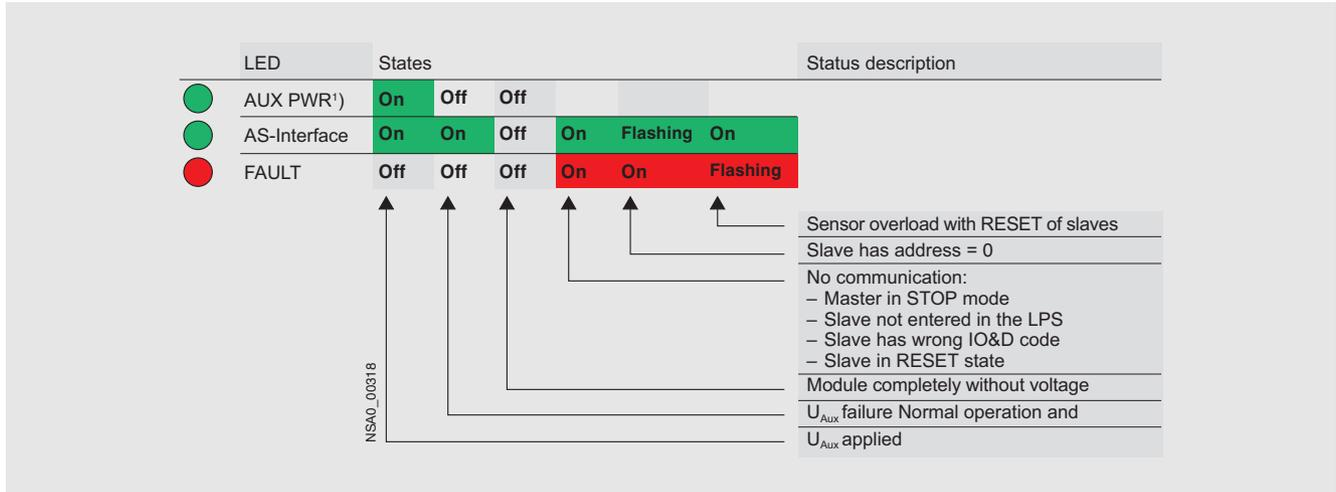 LED States Status description
AUX PWR¹) On Off Off
AS-Interface On On Off On Flashing On
FAULT Off Off Off On On Flashing
Sensor overload with RESET of slaves
Slave has address = 0
No communication:
– Master in STOP mode
– Slave not entered in the LPS
– Slave has wrong IO&D code
– Slave in RESET state
Module completely without voltage
UAux failure Normal operation and
UAux applied
NSA0_00318